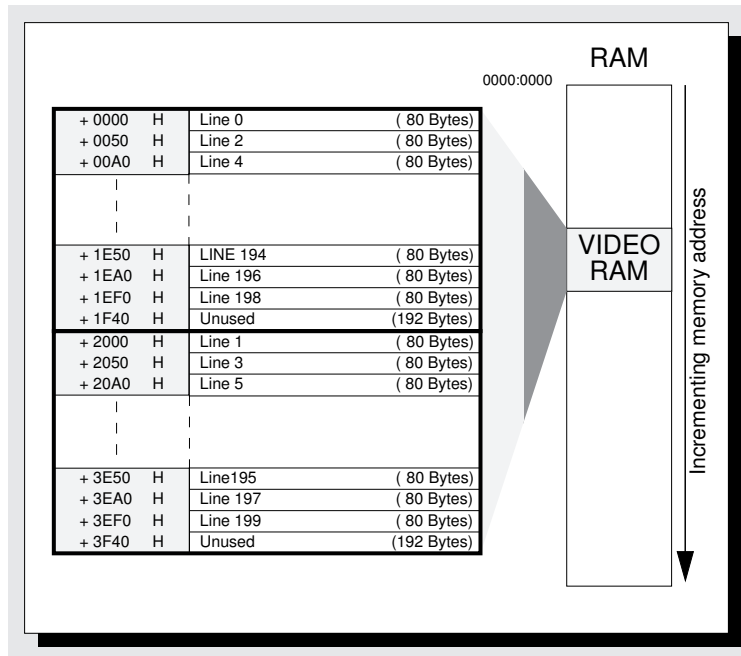 RAM
0000:0000
+ 0000 H Line 0 ( 80 Bytes)
+ 0050 H Line 2 ( 80 Bytes)
+ 00A0 H Line 4 ( 80 Bytes)
+ 1E50 H LINE 194 ( 80 Bytes)
+ 1EA0 H Line 196 ( 80 Bytes)
+ 1EF0 H Line 198 ( 80 Bytes)
+ 1F40 H Unused (192 Bytes)
+ 2000 H Line 1 ( 80 Bytes)
+ 2050 H Line 3 ( 80 Bytes)
+ 20A0 H Line 5 ( 80 Bytes)
+ 3E50 H Line195 ( 80 Bytes)
+ 3EA0 H Line 197 ( 80 Bytes)
+ 3EF0 H Line 199 ( 80 Bytes)
+ 3F40 H Unused (192 Bytes)
VIDEO
RAM
Incrementing memory address